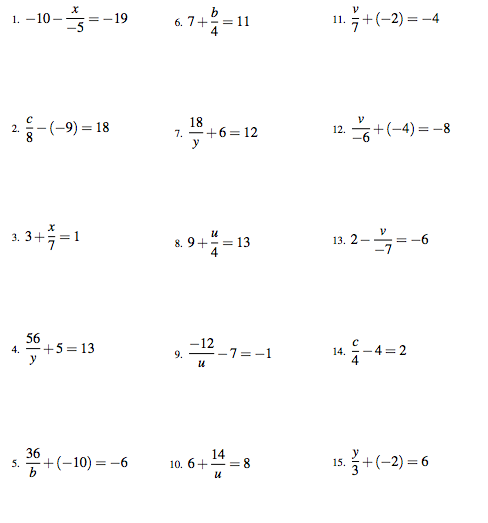 1. −10 − x/−5 = −19
6. 7 + b/4 = 11
11. v/7 + (−2) = −4
2. c/8 − (−9) = 18
7. 18/y + 6 = 12
12. v/−6 + (−4) = −8
3. 3 + x/7 = 1
8. 9 + u/4 = 13
13. 2 − v/−7 = −6
4. 56/y + 5 = 13
9. −12/u − 7 = −1
14. c/4 − 4 = 2
5. 36/b + (−10) = −6
10. 6 + 14/u = 8
15. y/3 + (−2) = 6